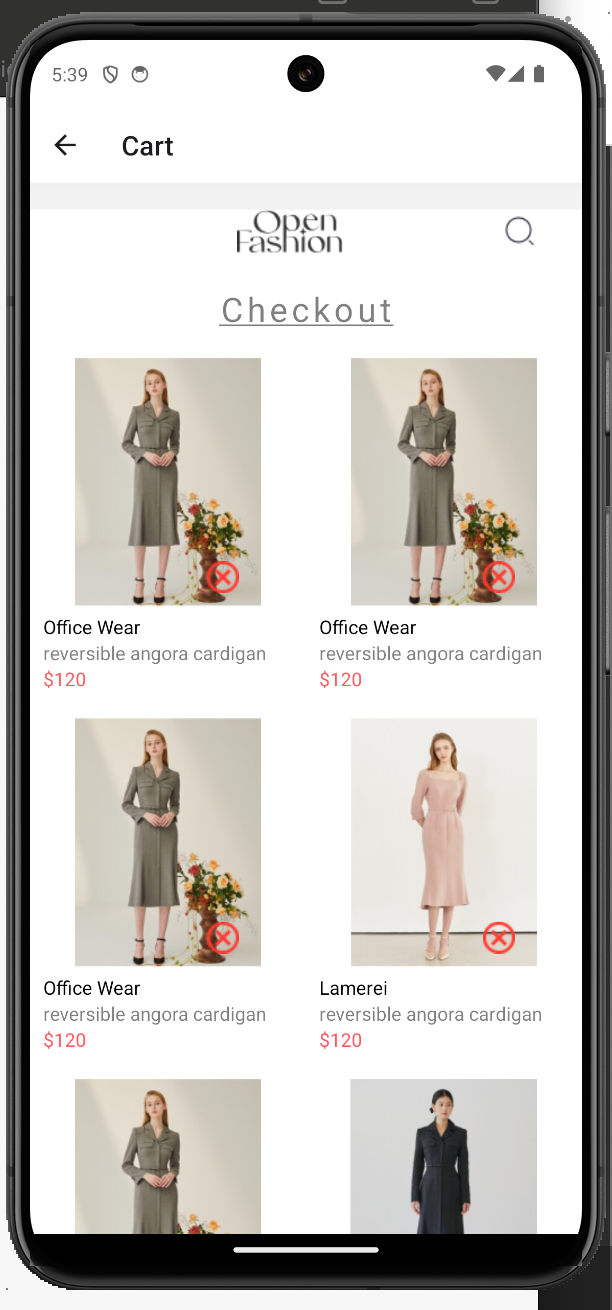 5:39
Cart
Open
Fashion
Checkout
Office Wear
reversible angora cardigan
$120
Office Wear
reversible angora cardigan
$120
Office Wear
reversible angora cardigan
$120
Lamerei
reversible angora cardigan
$120